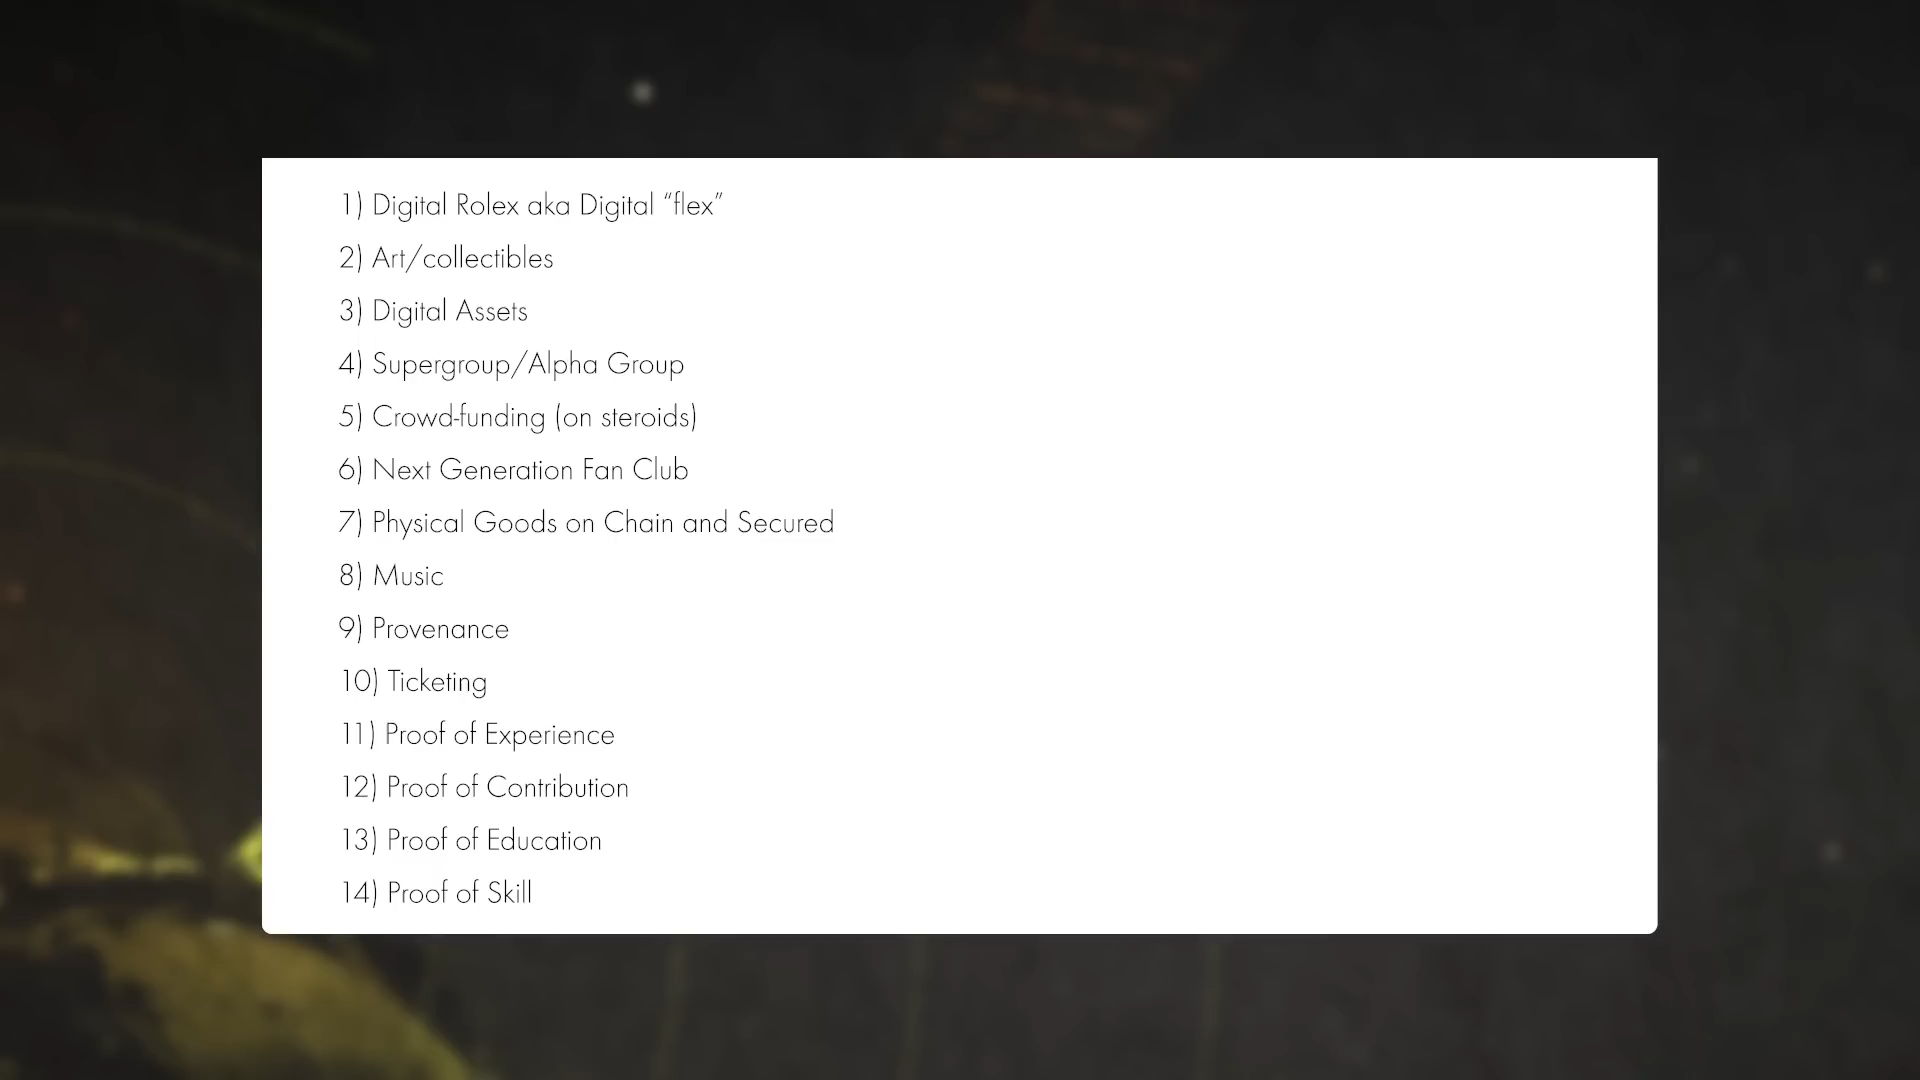 1) Digital Rolex aka Digital “flex”
2) Art/collectibles
3) Digital Assets
4) Supergroup/Alpha Group
5) Crowd-funding (on steroids)
6) Next Generation Fan Club
7) Physical Goods on Chain and Secured
8) Music
9) Provenance
10) Ticketing
11) Proof of Experience
12) Proof of Contribution
13) Proof of Education
14) Proof of Skill